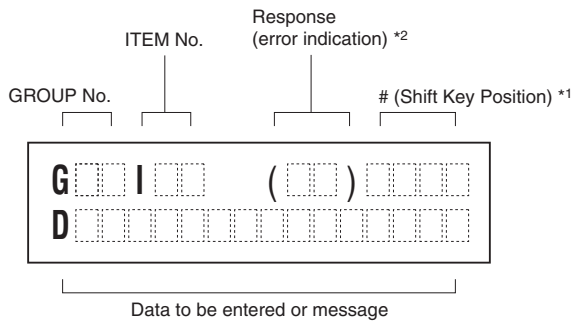 Response
(error indication) *2
ITEM No.
GROUP No.
# (Shift Key Position) *1
G I ( )
D
Data to be entered or message